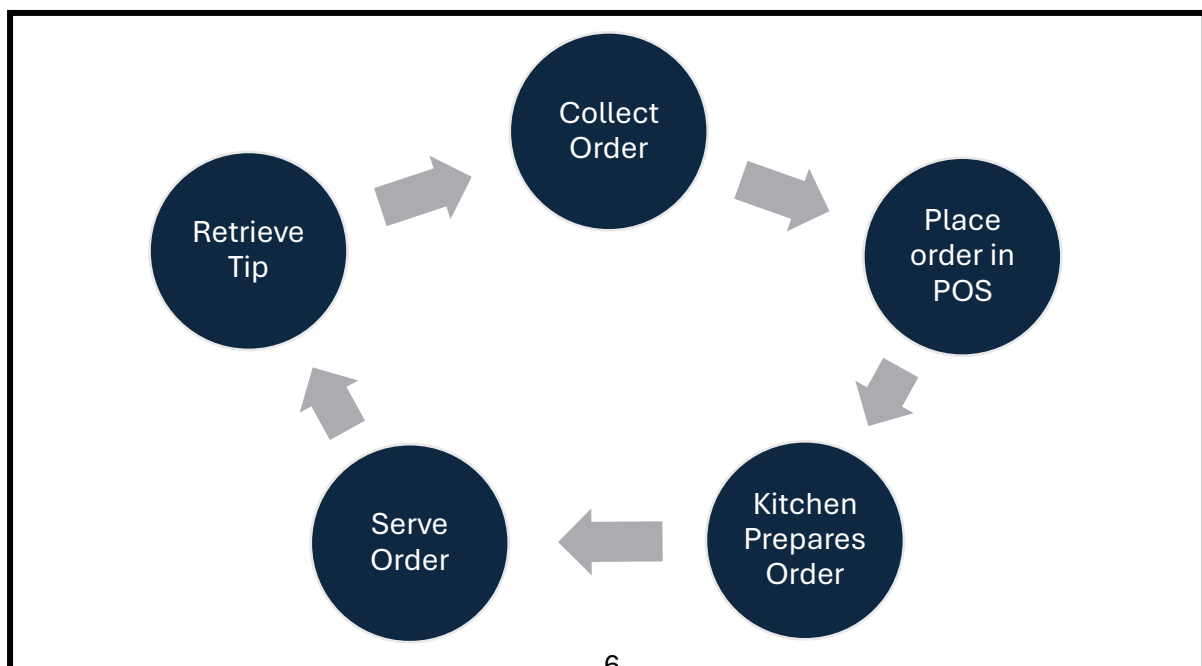 Collect
Order
Place
order in
POS
Kitchen
Prepares
Order
Serve
Order
Retrieve
Tip
6